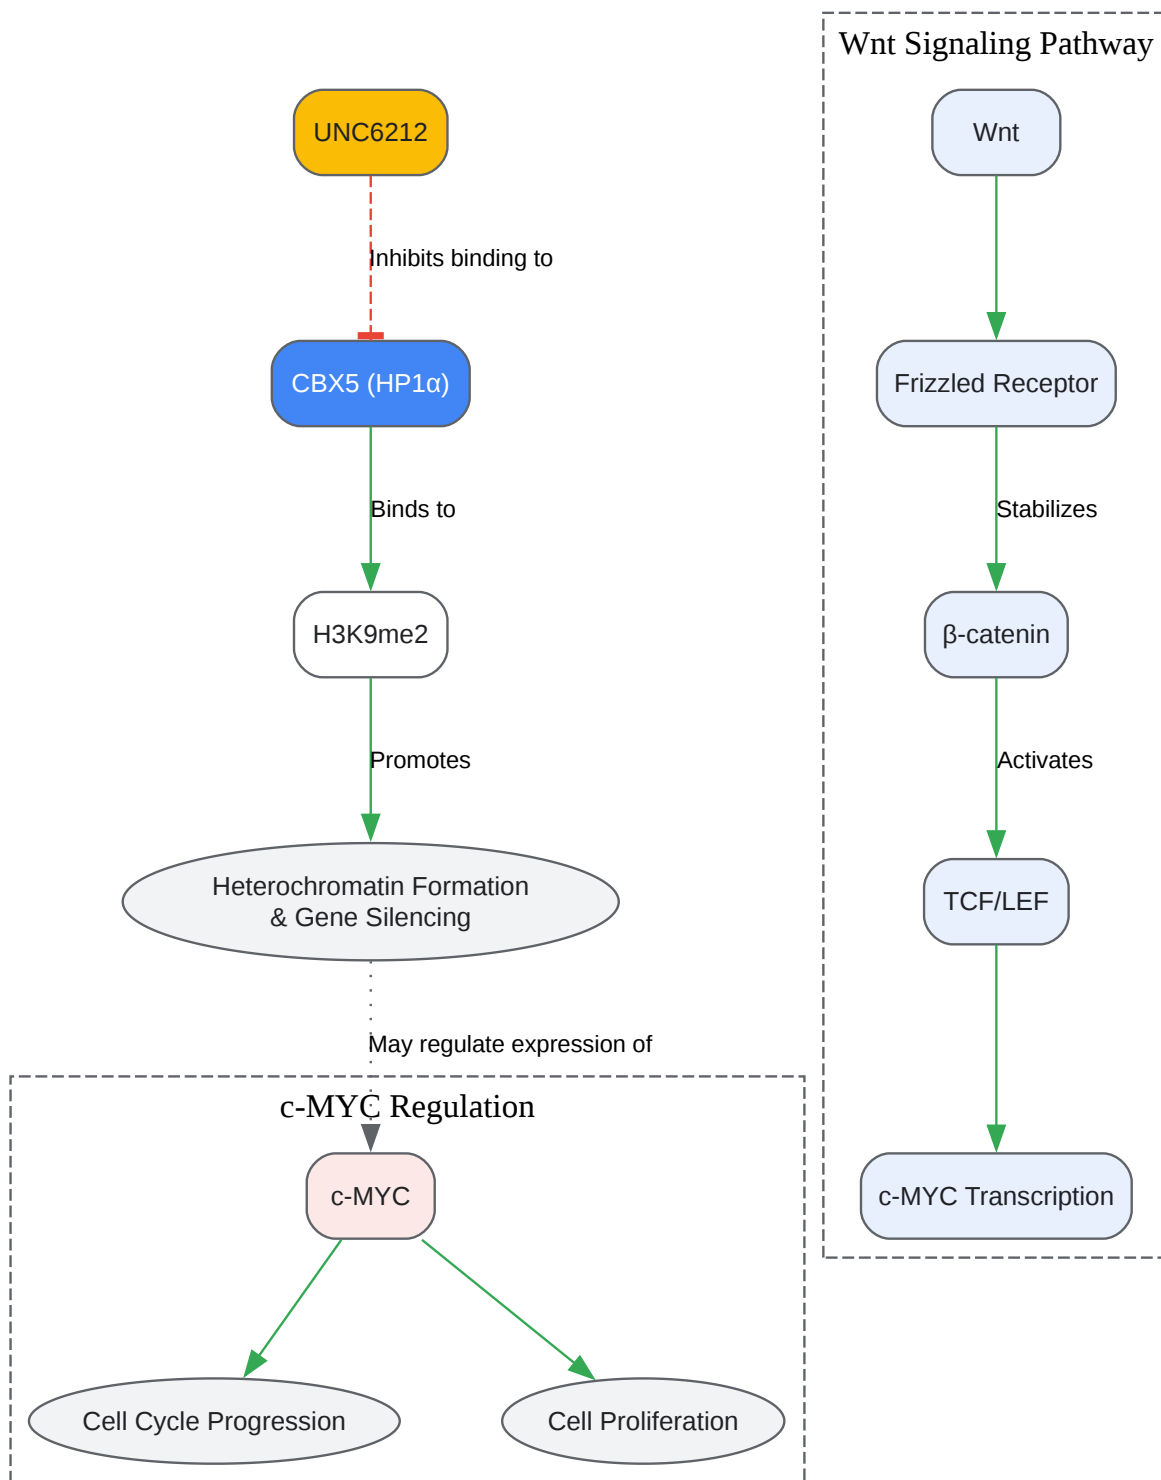 UNC6212
Inhibits binding to
CBX5 (HP1α)
Binds to
H3K9me2
Promotes
Heterochromatin Formation
& Gene Silencing
May regulate expression of
c-MYC Regulation
c-MYC
Cell Cycle Progression
Cell Proliferation
Wnt Signaling Pathway
Wnt
Frizzled Receptor
Stabilizes
β-catenin
Activates
TCF/LEF
c-MYC Transcription